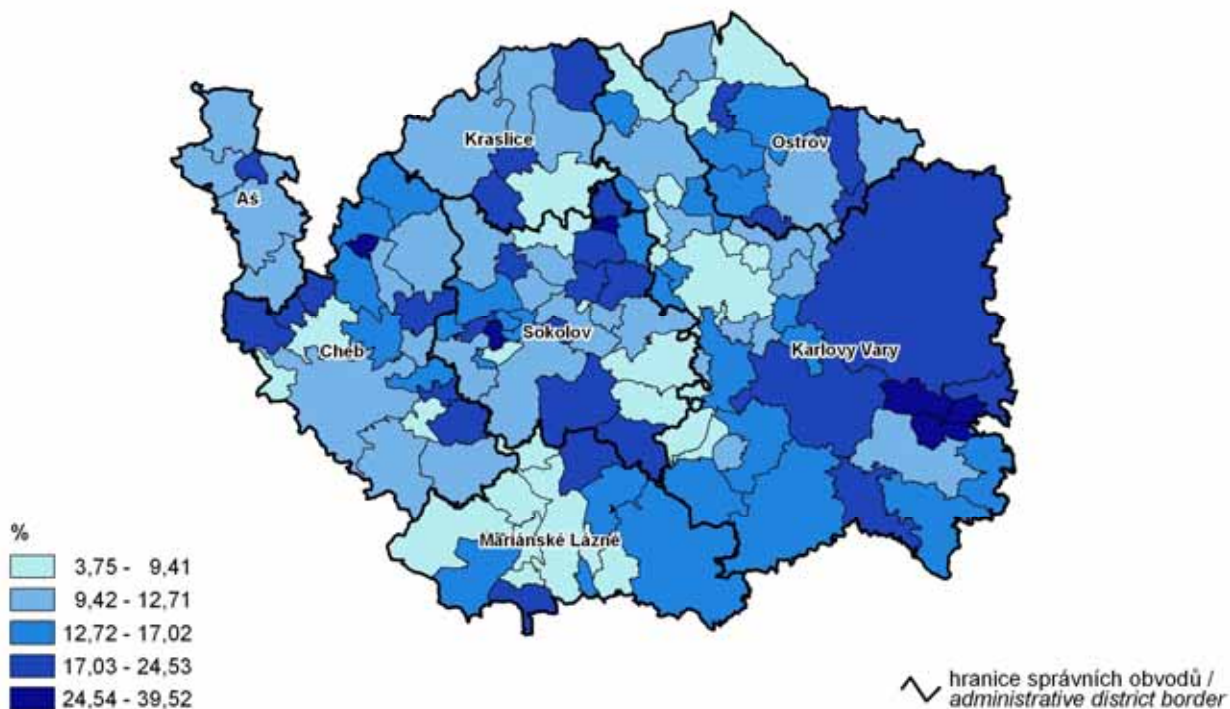 Kraslice
Ostrov
Aš
Sokolov
Cheb
Karlovy Vary
Mariánské Lázně
%
3,75 - 9,41
9,42 - 12,71
12,72 - 17,02
17,03 - 24,53
24,54 - 39,52
hranice správních obvodů /
administrative district border